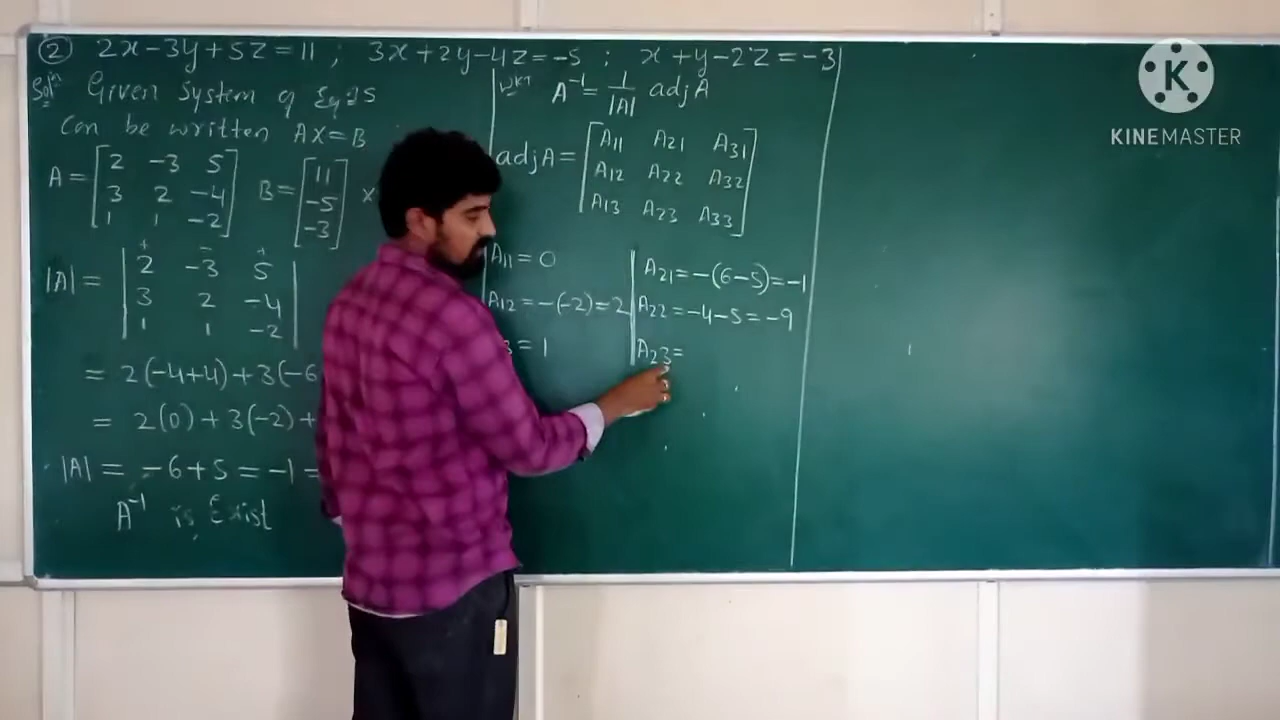 ② 2x-3y+5z=11 ; 3x+2y-4z=-5 ; x+y-2z=-3
Sol^n Given System of Eqns
Can be written AX=B
A= [ 2 -3 5
3 2 -4
1 1 -2 ] B= [ 11
-5
-3 ] X
|A| = | 2 -3 5
3 2 -4
1 1 -2 |
+ - +
= 2(-4+4)+3(-6
= 2(0)+3(-2)+
|A| = -6+5 = -1 =
A^-1 is Exist
WKT A^-1 = 1/|A| adj A
adj A = [ A11 A21 A31
A12 A22 A32
A13 A23 A33 ]
A11 = 0
A12 = -(-2) = 2
3 = 1
A21 = -(6-5) = -1
A22 = -4-5 = -9
A23 =
K
KINEMASTER